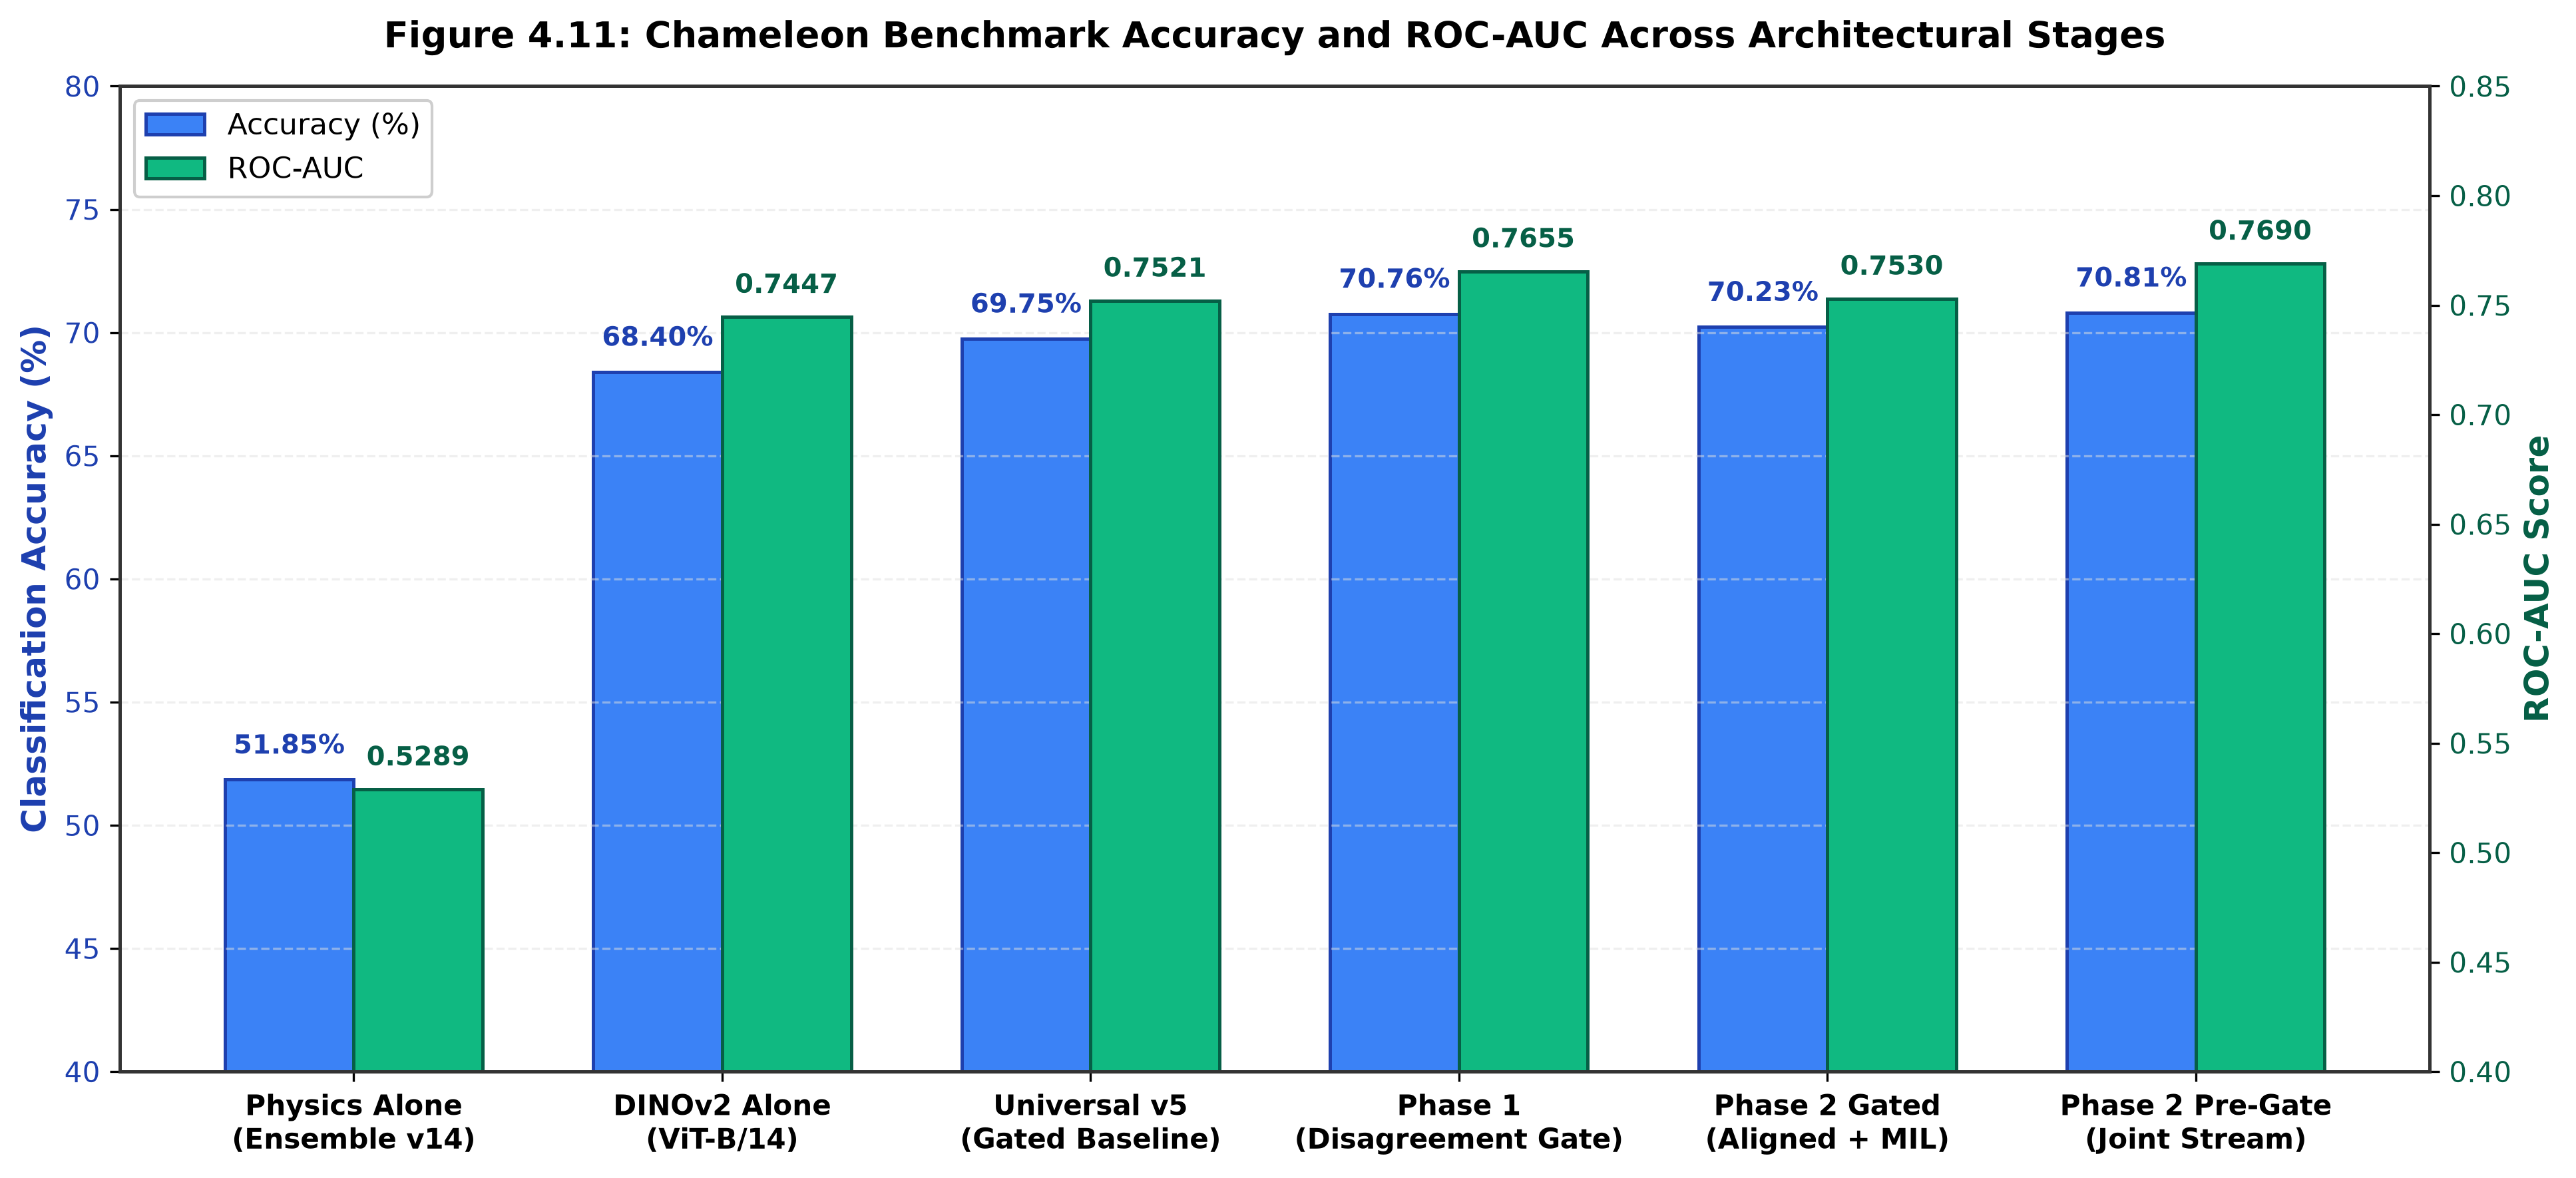 Figure 4.11: Chameleon Benchmark Accuracy and ROC-AUC Across Architectural Stages
Accuracy (%)
ROC-AUC
Classification Accuracy (%)
80
75
70
65
60
55
50
45
40
51.85%
0.5289
68.40%
0.7447
69.75%
0.7521
70.76%
0.7655
70.23%
0.7530
70.81%
0.7690
0.85
0.80
0.75
0.70
0.65
0.60
0.55
0.50
0.45
0.40
ROC-AUC Score
Physics Alone
(Ensemble v14)
DINOv2 Alone
(ViT-B/14)
Universal v5
(Gated Baseline)
Phase 1
(Disagreement Gate)
Phase 2 Gated
(Aligned + MIL)
Phase 2 Pre-Gate
(Joint Stream)